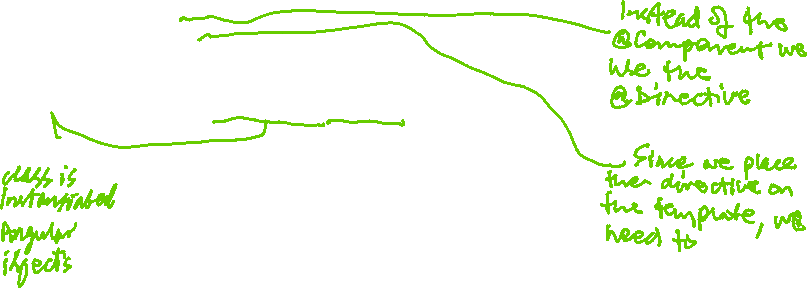 Instead of the
@Component we
use the
@Directive
Since we place
the directive on
the template, we
need to
class is
instantiated
Angular
injects